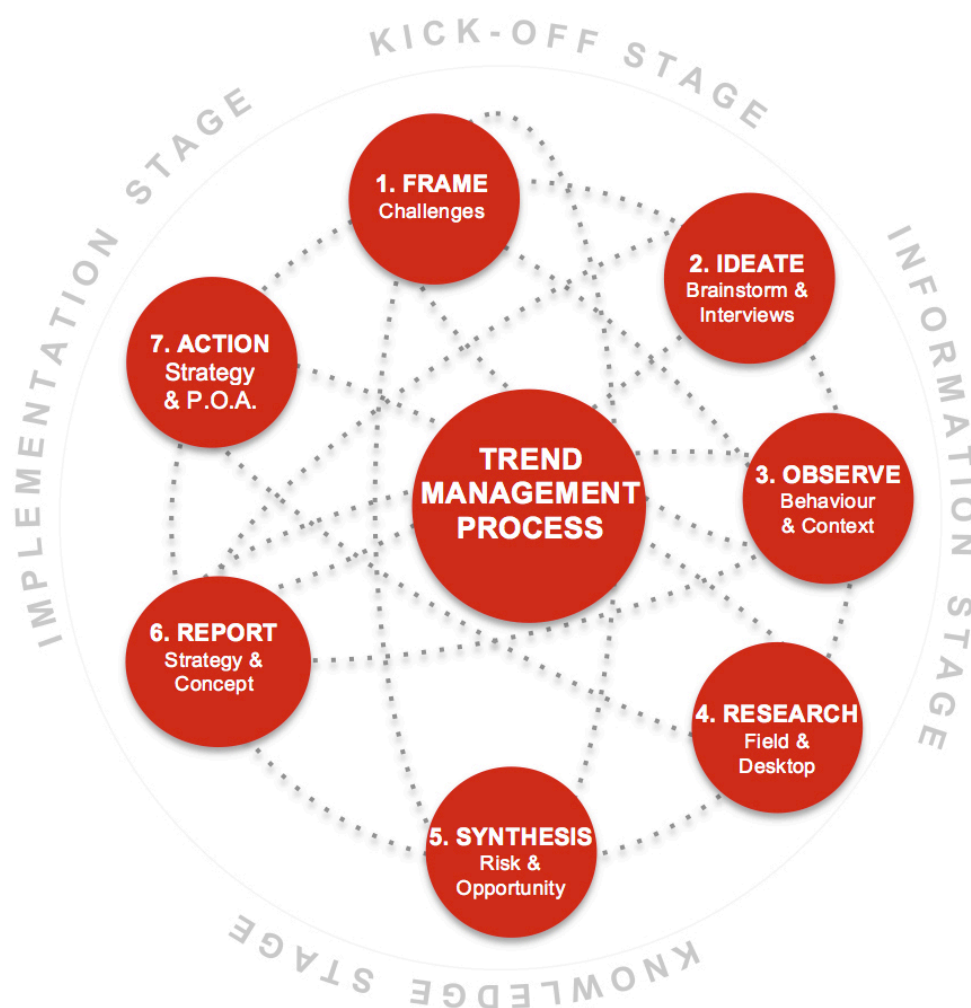 KICK-OFF STAGE
INFORMATION STAGE
KNOWLEDGE STAGE
IMPLEMENTATION STAGE
1. FRAME
Challenges
2. IDEATE
Brainstorm &
Interviews
3. OBSERVE
Behaviour
& Context
4. RESEARCH
Field &
Desktop
5. SYNTHESIS
Risk &
Opportunity
6. REPORT
Strategy &
Concept
7. ACTION
Strategy
& P.O.A.
TREND
MANAGEMENT
PROCESS